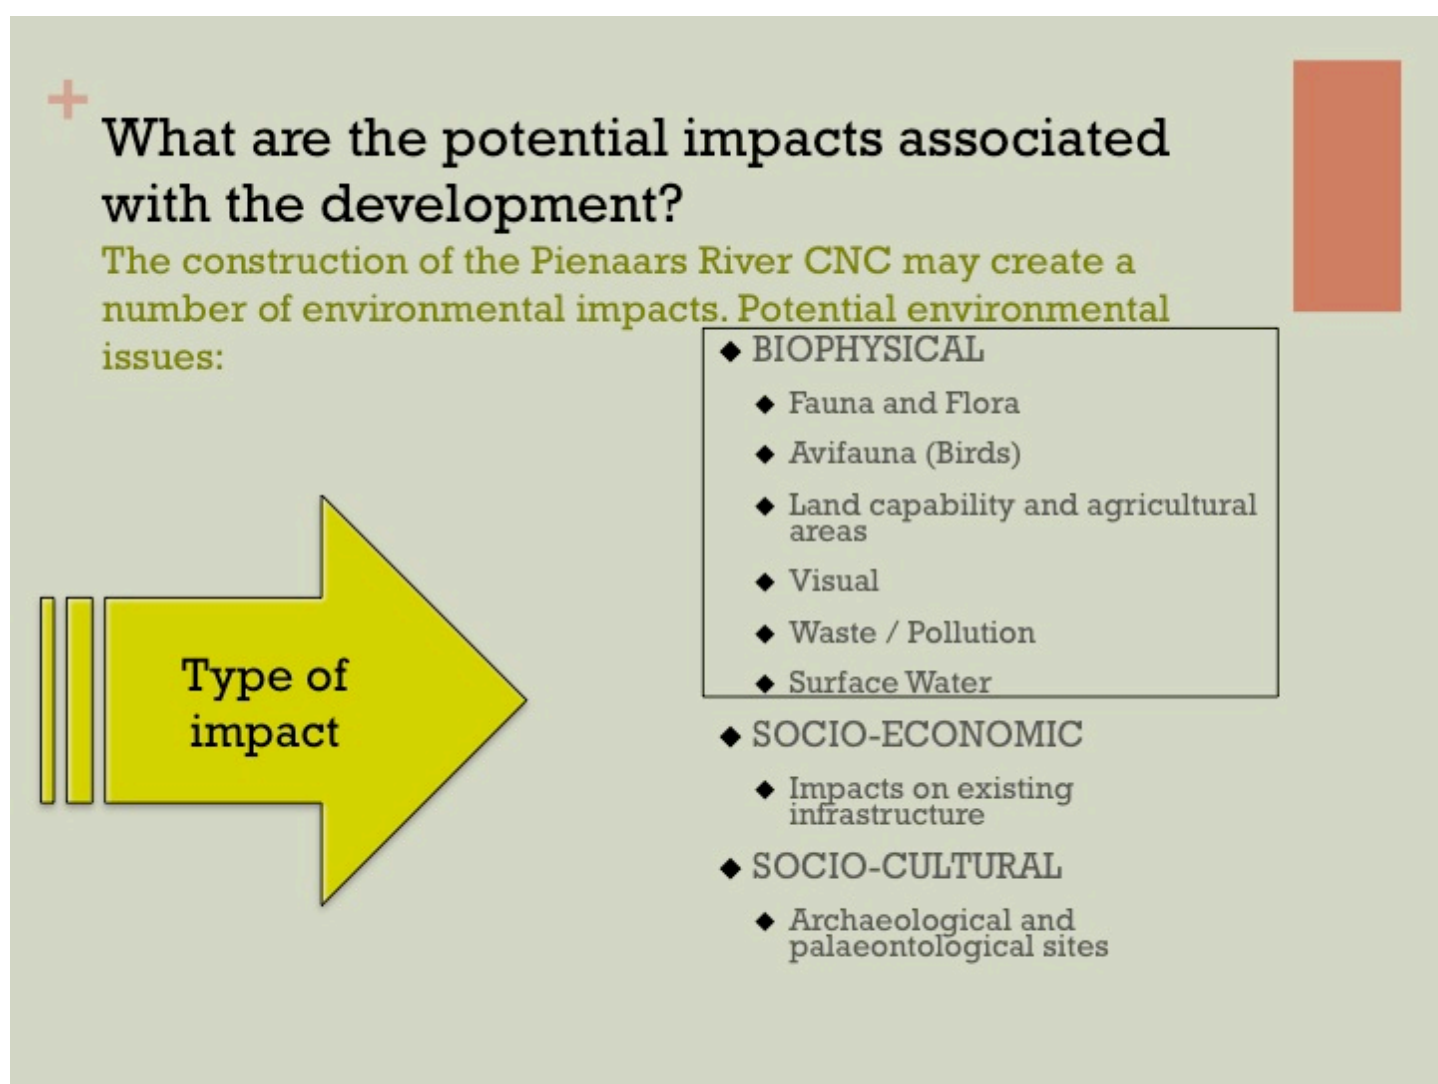 +
What are the potential impacts associated
with the development?
The construction of the Pienaars River CNC may create a
number of environmental impacts. Potential environmental
issues:
Type of
impact
◆ BIOPHYSICAL
◆ Fauna and Flora
◆ Avifauna (Birds)
◆ Land capability and agricultural
areas
◆ Visual
◆ Waste / Pollution
◆ Surface Water
◆ SOCIO-ECONOMIC
◆ Impacts on existing
infrastructure
◆ SOCIO-CULTURAL
◆ Archaeological and
palaeontological sites